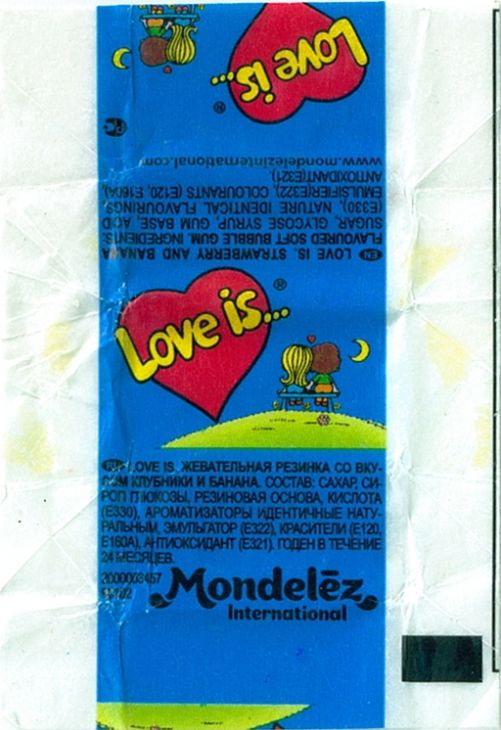 Love is...
®
PC
www.mondelezinternational.com
EN LOVE IS. STRAWBERRY AND BANANA
FLAVOURED SOFT BUBBLE GUM. INGREDIENTS:
SUGAR, GLYCOSE SYRUP, GUM BASE, ACID
(E330), NATURE IDENTICAL FLAVOURINGS,
EMULSIFIER(E322), COLOURANTS (E120, E160A),
ANTIOXIDANT(E321).
Love is...
®
LOVE IS. ЖЕВАТЕЛЬНАЯ РЕЗИНКА СО ВКУ-
СОМ КЛУБНИКИ И БАНАНА. СОСТАВ: САХАР, СИ-
РОП ГЛЮКОЗЫ, РЕЗИНОВАЯ ОСНОВА, КИСЛОТА
(E330), АРОМАТИЗАТОРЫ ИДЕНТИЧНЫЕ НАТУ-
РАЛЬНЫМ, ЭМУЛЬГАТОР (E322), КРАСИТЕЛИ (E120,
E160A), АНТИОКСИДАНТ (E321). ГОДЕН В ТЕЧЕНИЕ
24 МЕСЯЦЕВ.
2000003457
Mondelēz
International